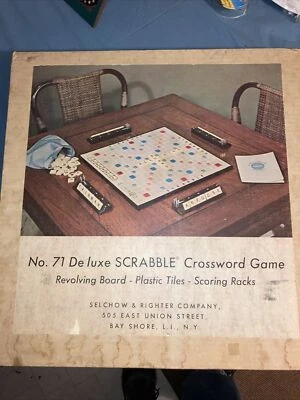 No. 71 De luxe SCRABBLE® Crossword Game
Revolving Board - Plastic Tiles - Scoring Racks
SELCHOW & RIGHTER COMPANY,
505 EAST UNION STREET,
BAY SHORE, L.I., N.Y.